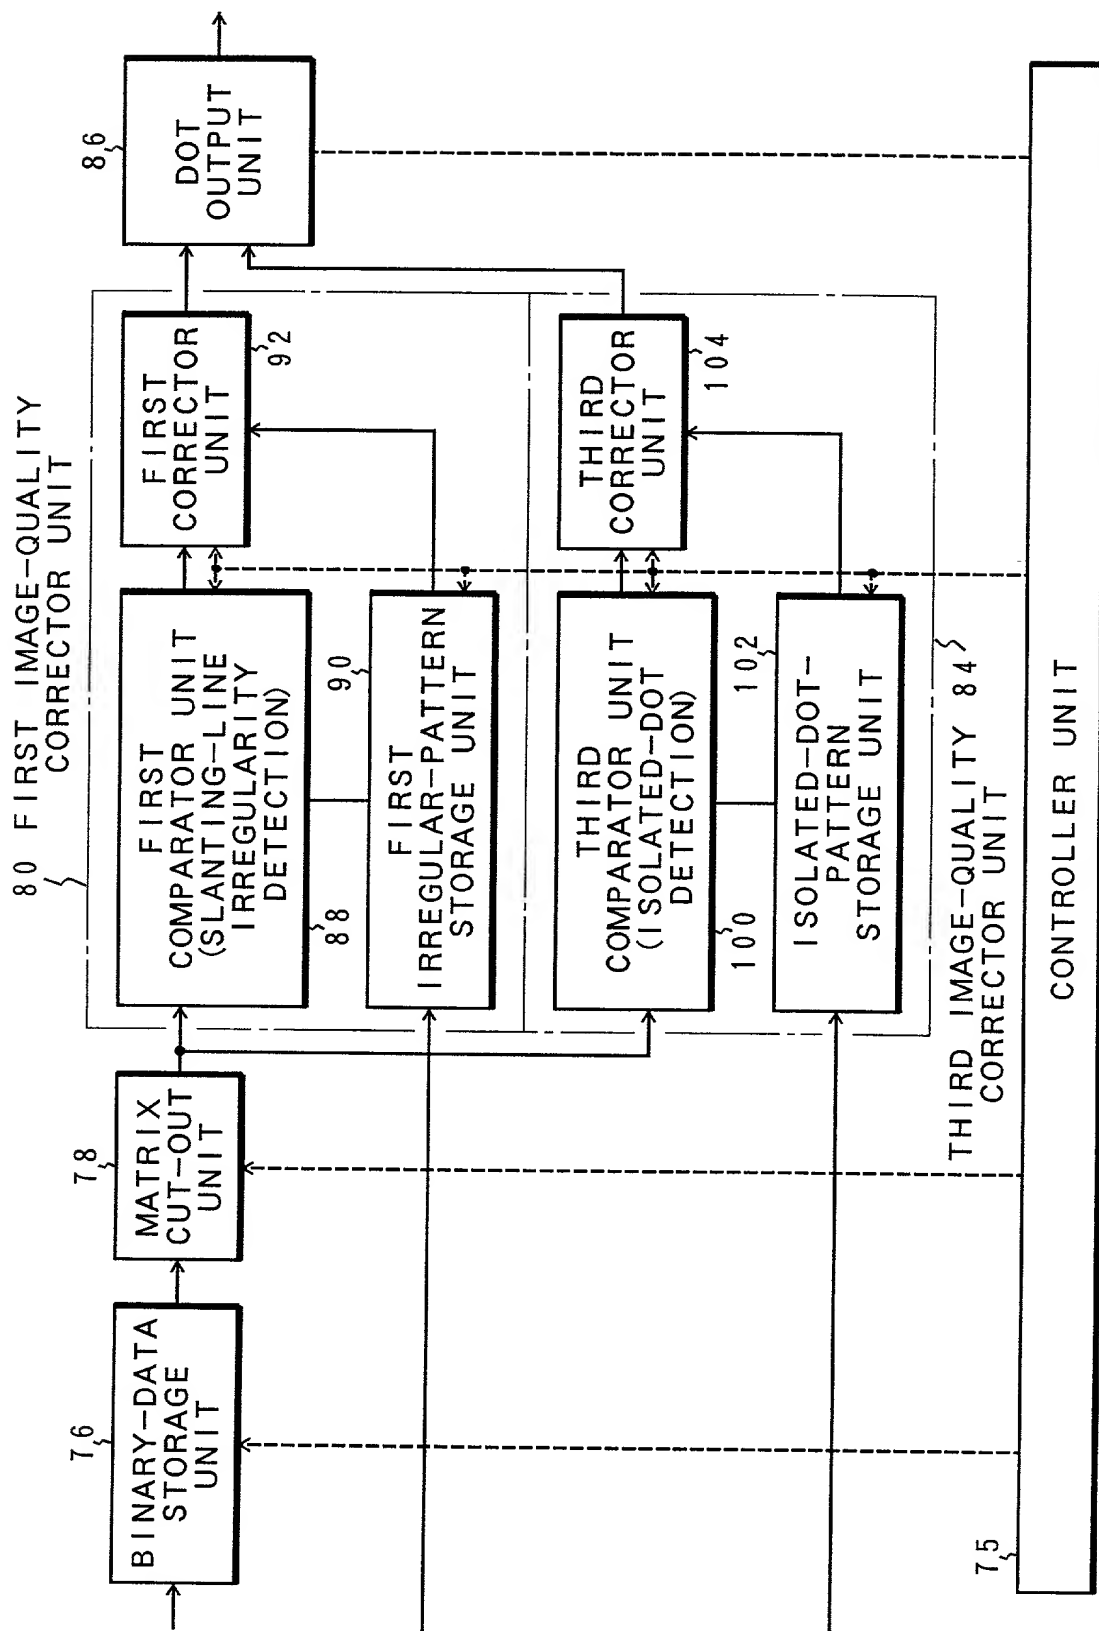 80 FIRST IMAGE-QUALITY
CORRECTOR UNIT
76
BINARY-DATA
STORAGE
UNIT
78
MATRIX
CUT-OUT
UNIT
FIRST
COMPARATOR UNIT
(SLANTING-LINE
IRREGULARITY
DETECTION)
88
FIRST
CORRECTOR
UNIT
92
86
DOT
OUTPUT
UNIT
90
FIRST
IRREGULAR-PATTERN
STORAGE UNIT
THIRD
COMPARATOR UNIT
(ISOLATED-DOT
DETECTION)
100
THIRD
CORRECTOR
UNIT
104
102
ISOLATED-DOT-
PATTERN
STORAGE UNIT
THIRD IMAGE-QUALITY 84
CORRECTOR UNIT
75
CONTROLLER UNIT